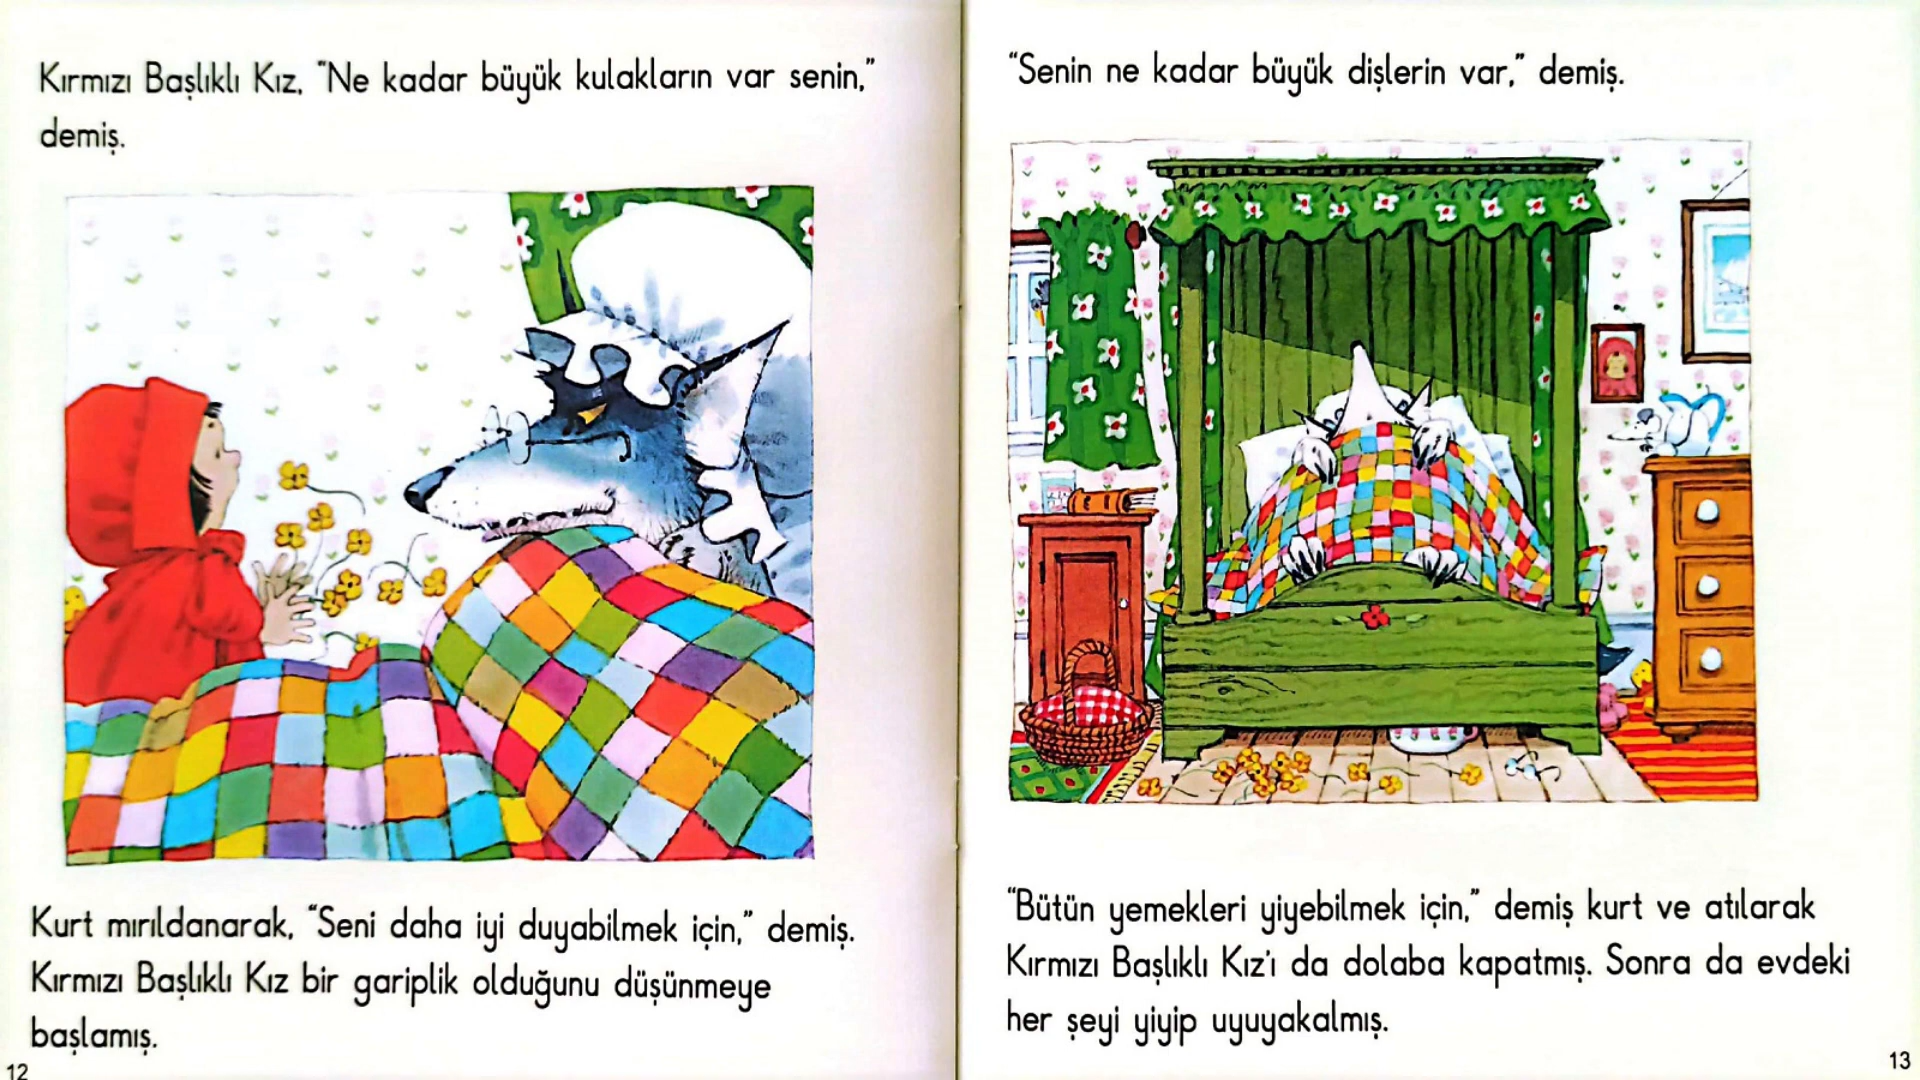 Kırmızı Başlıklı Kız, “Ne kadar büyük kulakların var senin,”
demiş.
Kurt mırıldanarak, “Seni daha iyi duyabilmek için,” demiş.
Kırmızı Başlıklı Kız bir gariplik olduğunu düşünmeye
başlamış.
12
“Senin ne kadar büyük dişlerin var,” demiş.
“Bütün yemekleri yiyebilmek için,” demiş kurt ve atılarak
Kırmızı Başlıklı Kız’ı da dolaba kapatmış. Sonra da evdeki
her şeyi yiyip uyuyakalmış.
13